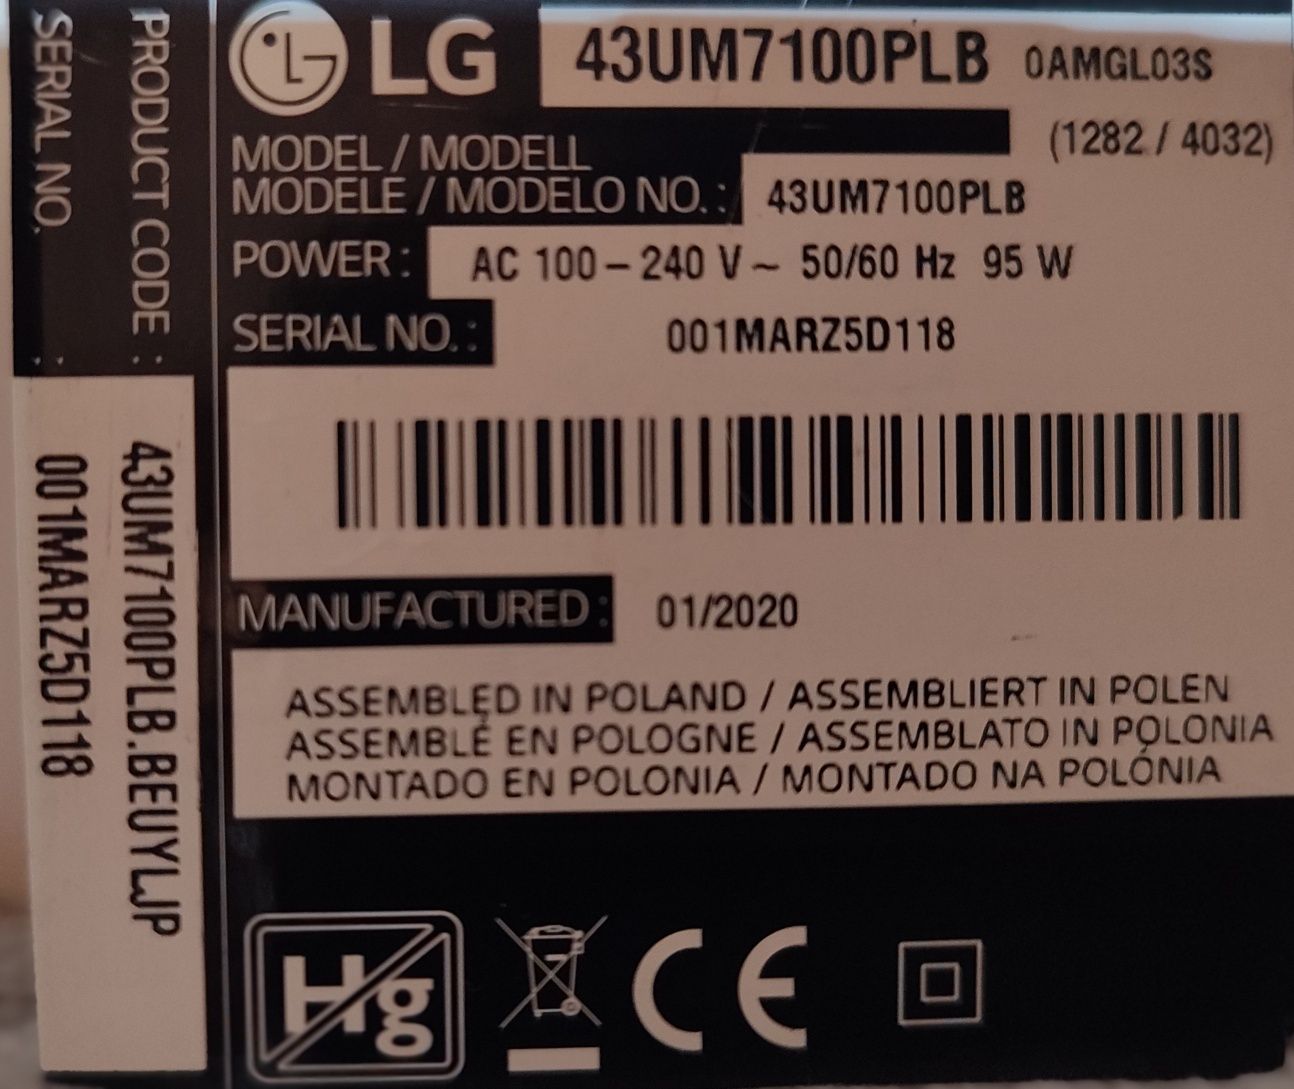 LG 43UM7100PLB 0AMGL03S
(1282 / 4032)
MODEL / MODELL
MODELE / MODELO NO. : 43UM7100PLB
POWER : AC 100 – 240 V ~ 50/60 Hz 95 W
SERIAL NO. : 001MARZ5D118
MANUFACTURED : 01/2020
ASSEMBLED IN POLAND / ASSEMBLIERT IN POLEN
ASSEMBLÉ EN POLOGNE / ASSEMBLATO IN POLONIA
MONTADO EN POLONIA / MONTADO NA POLÓNIA
Hg
CE
PRODUCT CODE : 43UM7100PLB.BEUYLJP
SERIAL NO. : 001MARZ5D118